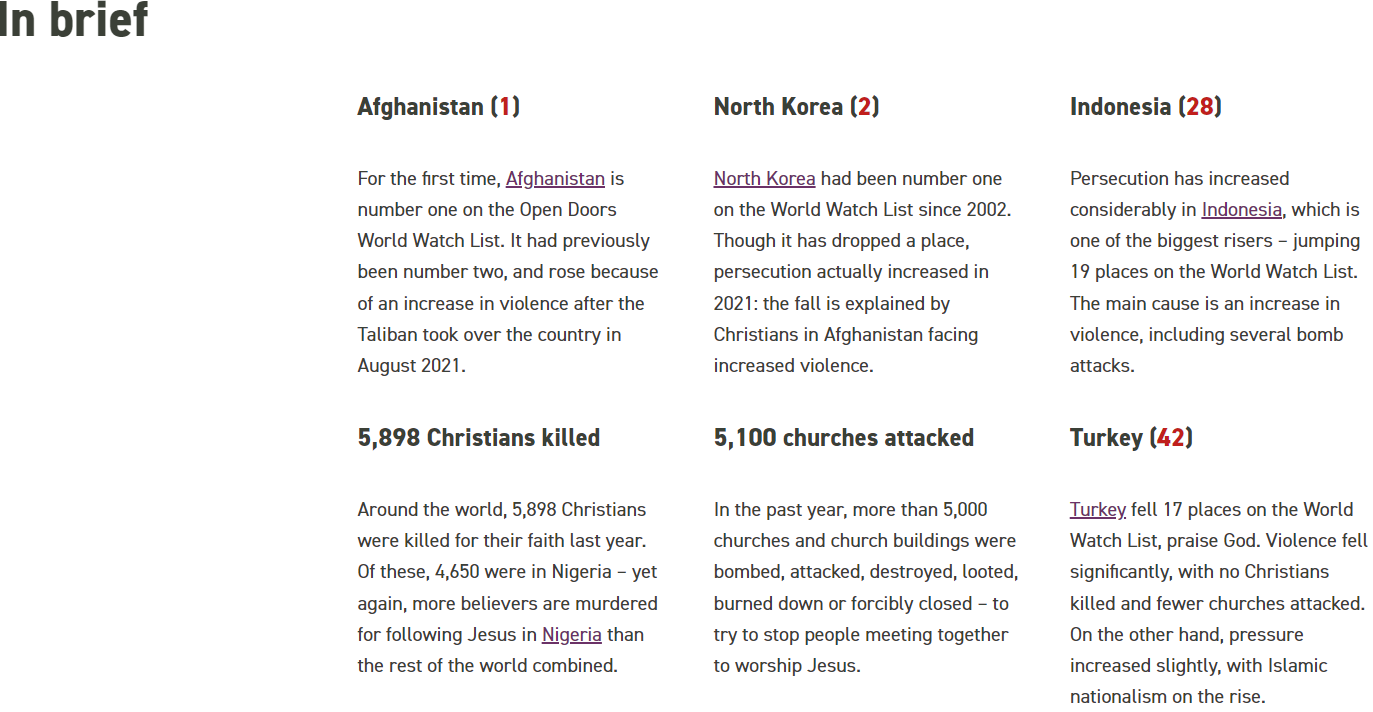 In brief
Afghanistan (1)
For the first time, Afghanistan is
number one on the Open Doors
World Watch List. It had previously
been number two, and rose because
of an increase in violence after the
Taliban took over the country in
August 2021.
North Korea (2)
North Korea had been number one
on the World Watch List since 2002.
Though it has dropped a place,
persecution actually increased in
2021: the fall is explained by
Christians in Afghanistan facing
increased violence.
Indonesia (28)
Persecution has increased
considerably in Indonesia, which is
one of the biggest risers – jumping
19 places on the World Watch List.
The main cause is an increase in
violence, including several bomb
attacks.
5,898 Christians killed
Around the world, 5,898 Christians
were killed for their faith last year.
Of these, 4,650 were in Nigeria – yet
again, more believers are murdered
for following Jesus in Nigeria than
the rest of the world combined.
5,100 churches attacked
In the past year, more than 5,000
churches and church buildings were
bombed, attacked, destroyed, looted,
burned down or forcibly closed – to
try to stop people meeting together
to worship Jesus.
Turkey (42)
Turkey fell 17 places on the World
Watch List, praise God. Violence fell
significantly, with no Christians
killed and fewer churches attacked.
On the other hand, pressure
increased slightly, with Islamic
nationalism on the rise.